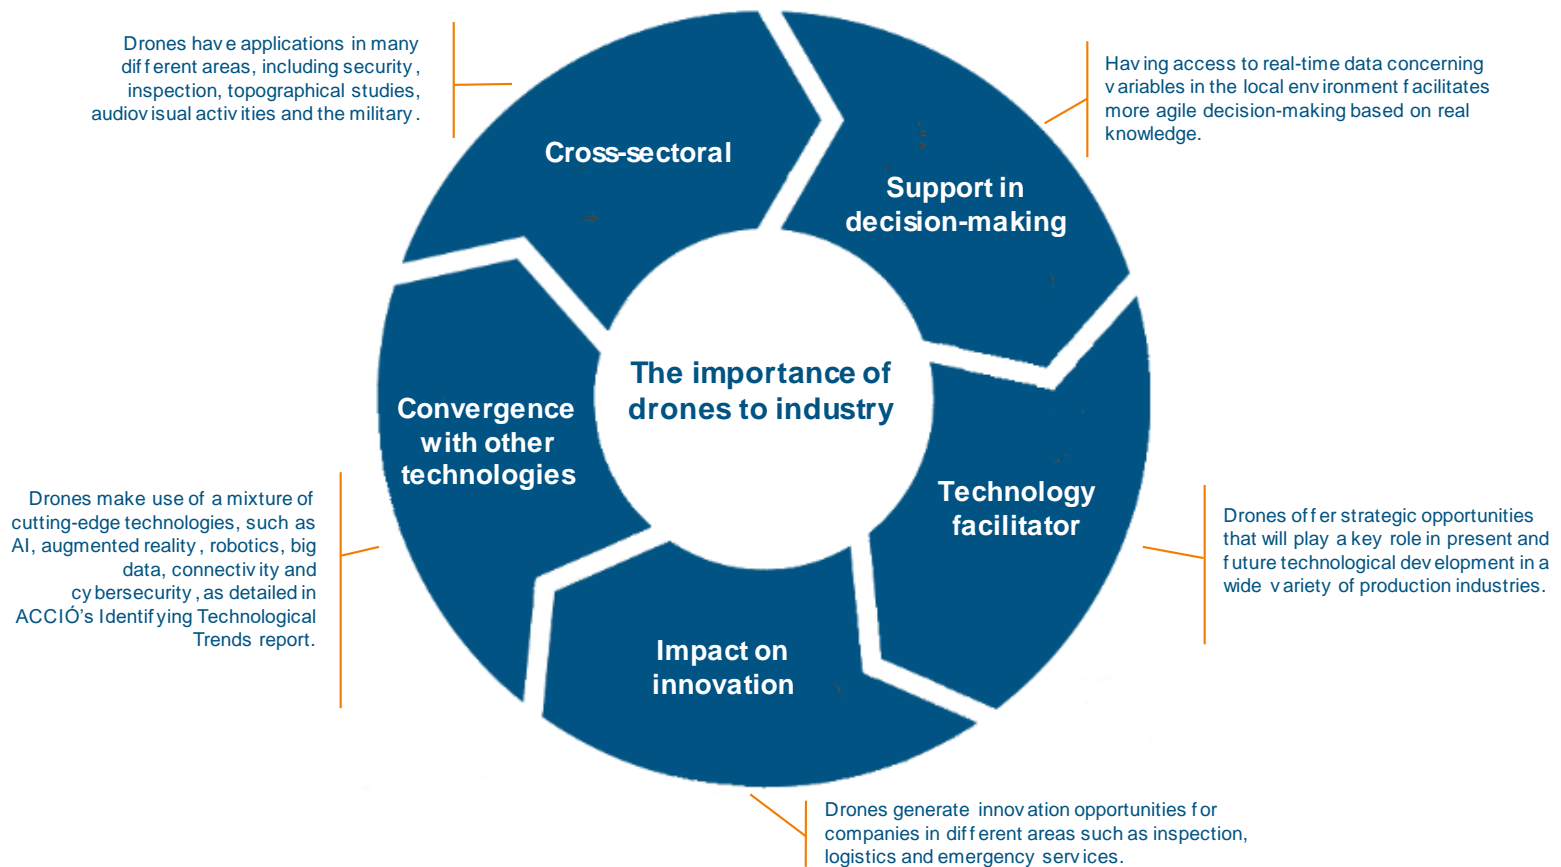 Drones have applications in many
different areas, including security,
inspection, topographical studies,
audiovisual activities and the military.
Cross-sectoral
Having access to real-time data concerning
variables in the local environment facilitates
more agile decision-making based on real
knowledge.
Support in
decision-making
The importance of
drones to industry
Convergence
with other
technologies
Drones make use of a mixture of
cutting-edge technologies, such as
AI, augmented reality, robotics, big
data, connectivity and
cybersecurity, as detailed in
ACCIÓ’s Identifying Technological
Trends report.
Technology
facilitator
Drones offer strategic opportunities
that will play a key role in present and
future technological development in a
wide variety of production industries.
Impact on
innovation
Drones generate innovation opportunities for
companies in different areas such as inspection,
logistics and emergency services.